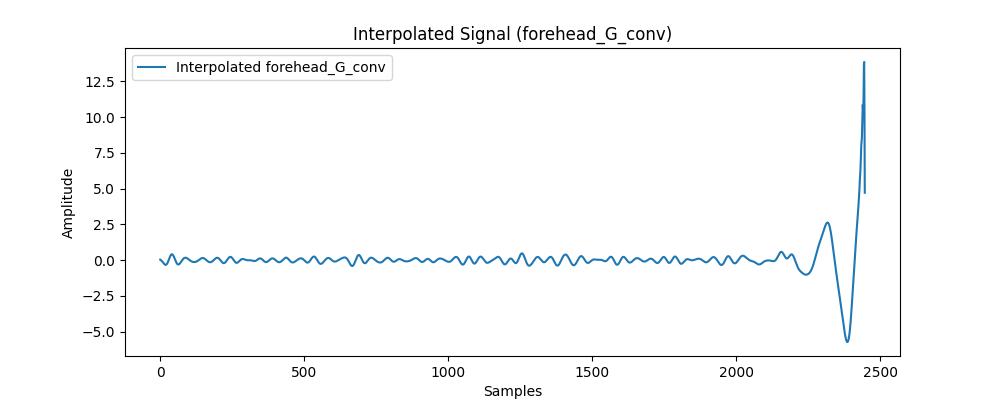 Interpolated Signal (forehead_G_conv)
Interpolated forehead_G_conv
Amplitude
12.5
10.0
7.5
5.0
2.5
0.0
−2.5
−5.0
0 500 1000 1500 2000 2500
Samples